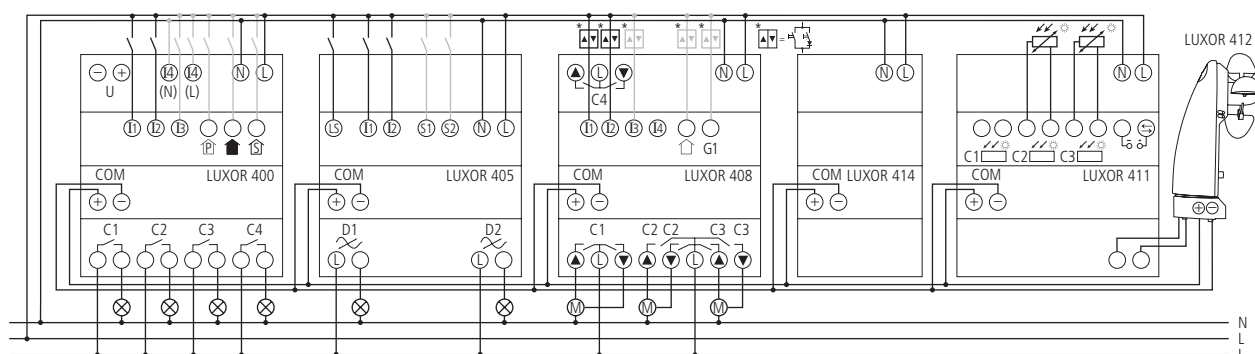 * * * * * * =
− + I4 I4 N L
U (N) (L)
I1 I2 I3
P S
COM LUXOR 400
+ −
C1 C2 C3 C4
LS I1 I2 S1 S2 N L
COM LUXOR 405
+ −
D1 D2
L L
L N L
C4
I1 I2 I3 I4
G1
COM LUXOR 408
+ −
C1 C2 C2 C3 C3
L L
M M M
N L
COM LUXOR 414
+ −
N L
C1 C2 C3
COM LUXOR 411
+ −
LUXOR 412
+ −
N
L
L